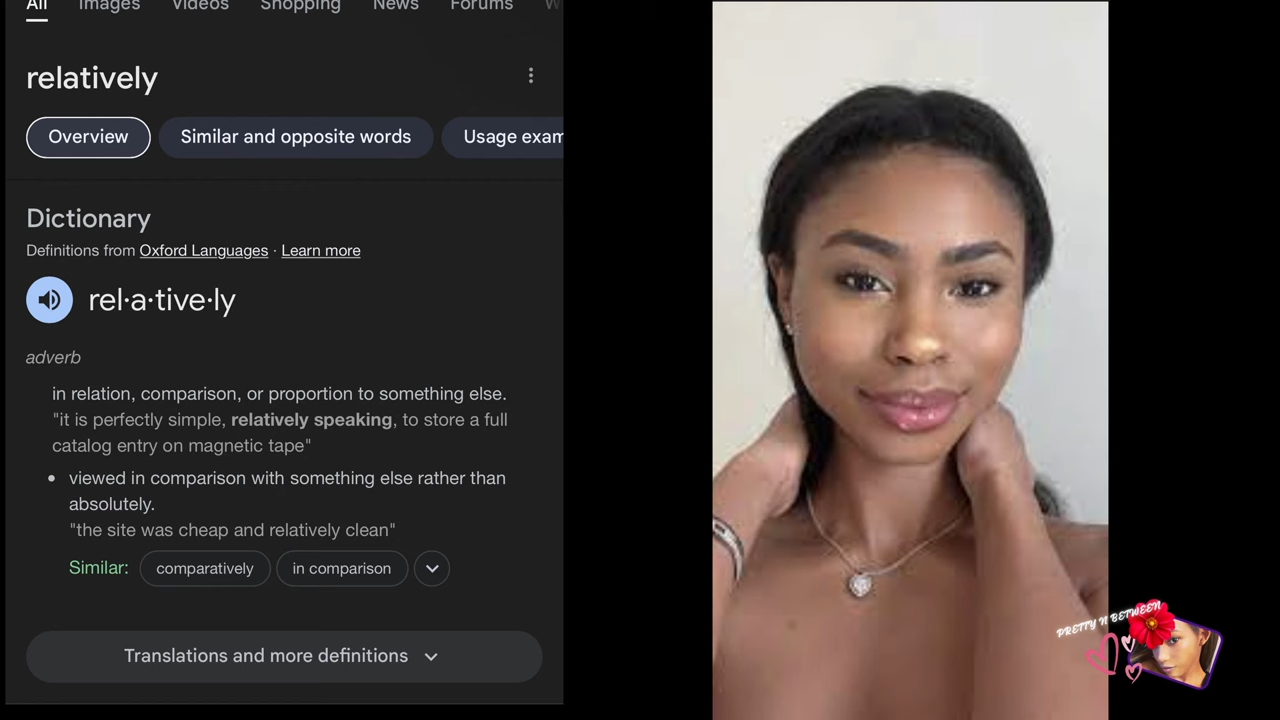 All Images Videos Shopping News Forums
relatively
Overview Similar and opposite words Usage exam
Dictionary
Definitions from Oxford Languages · Learn more
rel·a·tive·ly
adverb
in relation, comparison, or proportion to something else.
"it is perfectly simple, relatively speaking, to store a full
catalog entry on magnetic tape"
• viewed in comparison with something else rather than
absolutely.
"the site was cheap and relatively clean"
Similar: comparatively in comparison
Translations and more definitions
PRETTY N BETWEEN